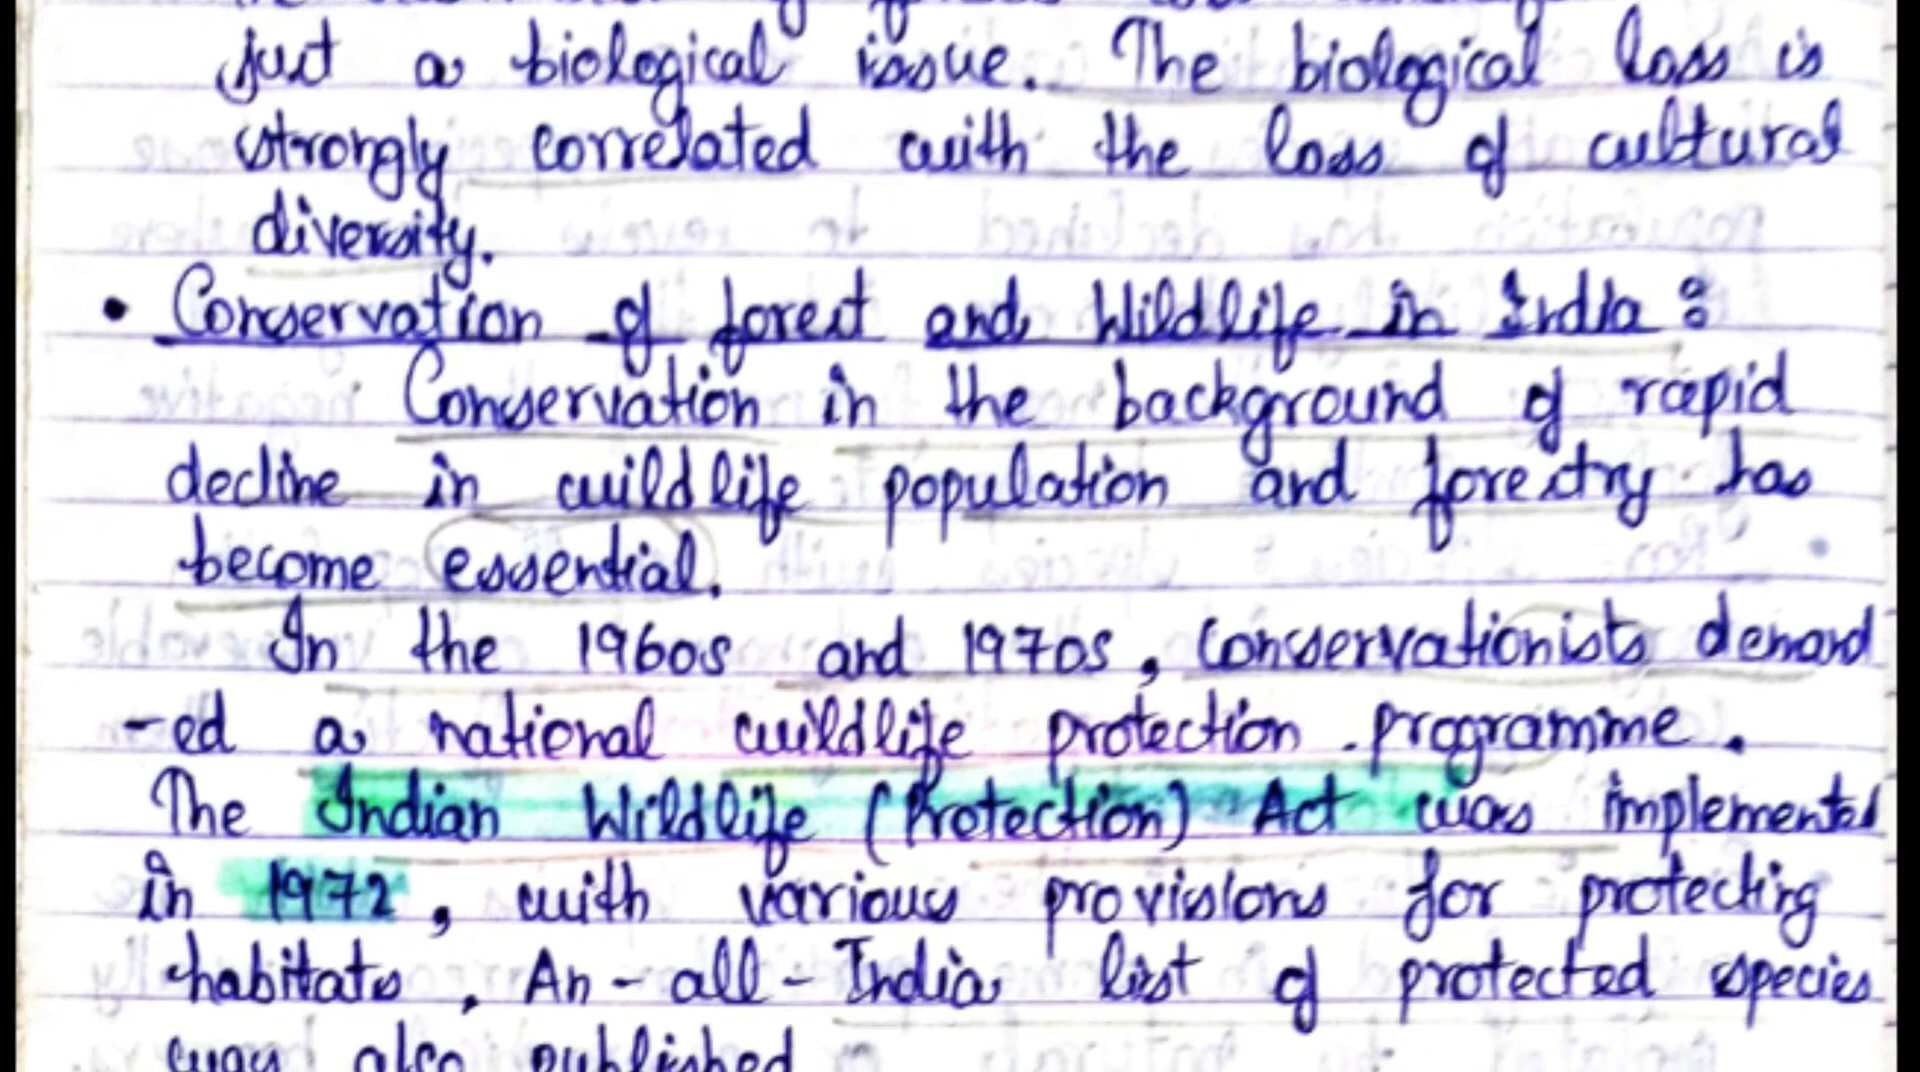 just a biological issue. The biological loss is
strongly correlated with the loss of cultural
diversity.
• Conservation of forest and Wildlife in India :
Conservation in the background of rapid
decline in wildlife population and forestry has
become essential.
In the 1960s and 1970s, Conservationists demand
-ed a national wildlife protection programme.
The Indian Wildlife (Protection) Act was implemented
in 1972, with various provisions for protecting
habitats. An-all-India list of protected species
was also published